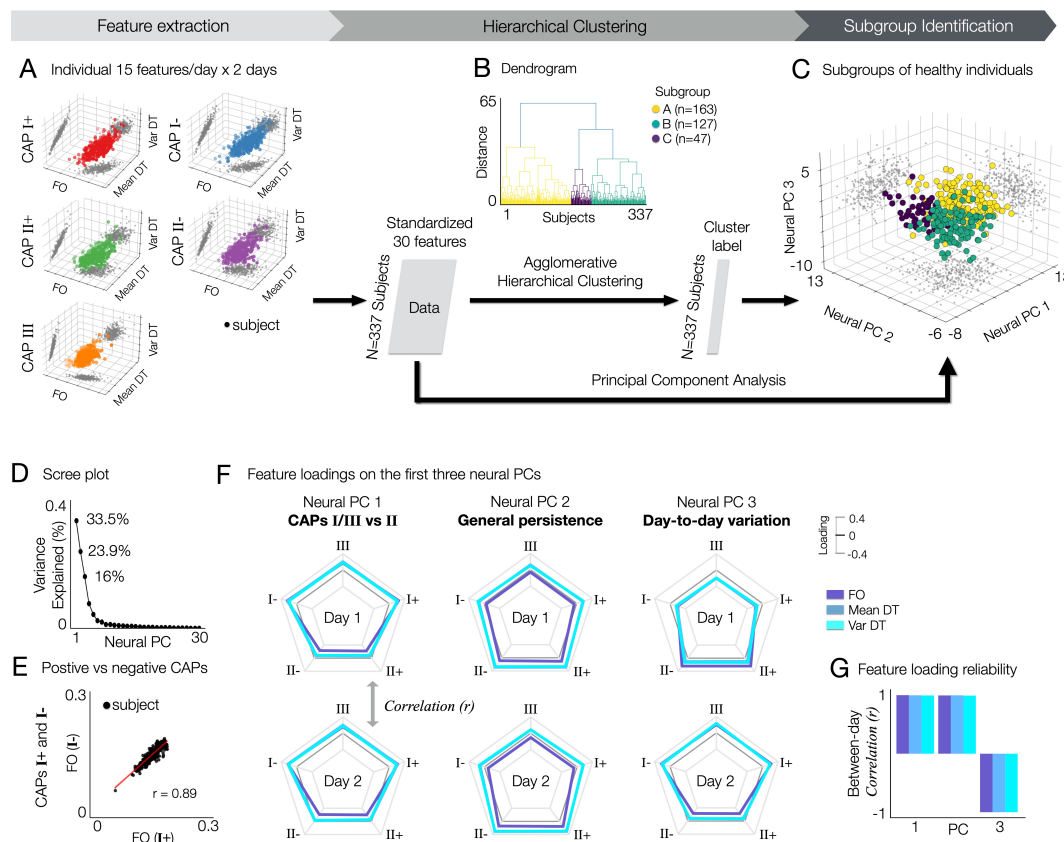 Feature extraction
Hierarchical Clustering
Subgroup Identification
A Individual 15 features/day x 2 days
CAP I+
FO
Mean DT
Var DT
CAP I-
FO
Mean DT
Var DT
CAP II+
FO
Mean DT
Var DT
CAP II-
FO
Mean DT
Var DT
CAP III
FO
Mean DT
Var DT
subject
B Dendrogram
65
Distance
0
1 Subjects 337
Subgroup
A (n=163)
B (n=127)
C (n=47)
Standardized
30 features
N=337 Subjects
Data
Agglomerative
Hierarchical Clustering
Cluster
label
N=337 Subjects
Principal Component Analysis
C Subgroups of healthy individuals
5
Neural PC 3
-10
13
Neural PC 2
-6 -8
Neural PC 1
D Scree plot
0.4
Variance
Explained (%)
0
33.5%
23.9%
16%
1 Neural PC 30
E Postive vs negative CAPs
0.3
subject
CAPs I+ and I-
FO (I-)
r = 0.89
0
0 0.3
FO (I+)
F Feature loadings on the first three neural PCs
Neural PC 1
CAPs I/III vs II
III
I- I+
Day 1
II- II+
Neural PC 2
General persistence
III
I- I+
Day 1
II- II+
Neural PC 3
Day-to-day variation
III
I- I+
Day 1
II- II+
Loading
0.4
0
-0.4
FO
Mean DT
Var DT
Correlation (r)
III
I- I+
Day 2
II- II+
III
I- I+
Day 2
II- II+
III
I- I+
Day 2
II- II+
G Feature loading reliability
1
Between-day
Correlation (r)
-1
1 PC 3